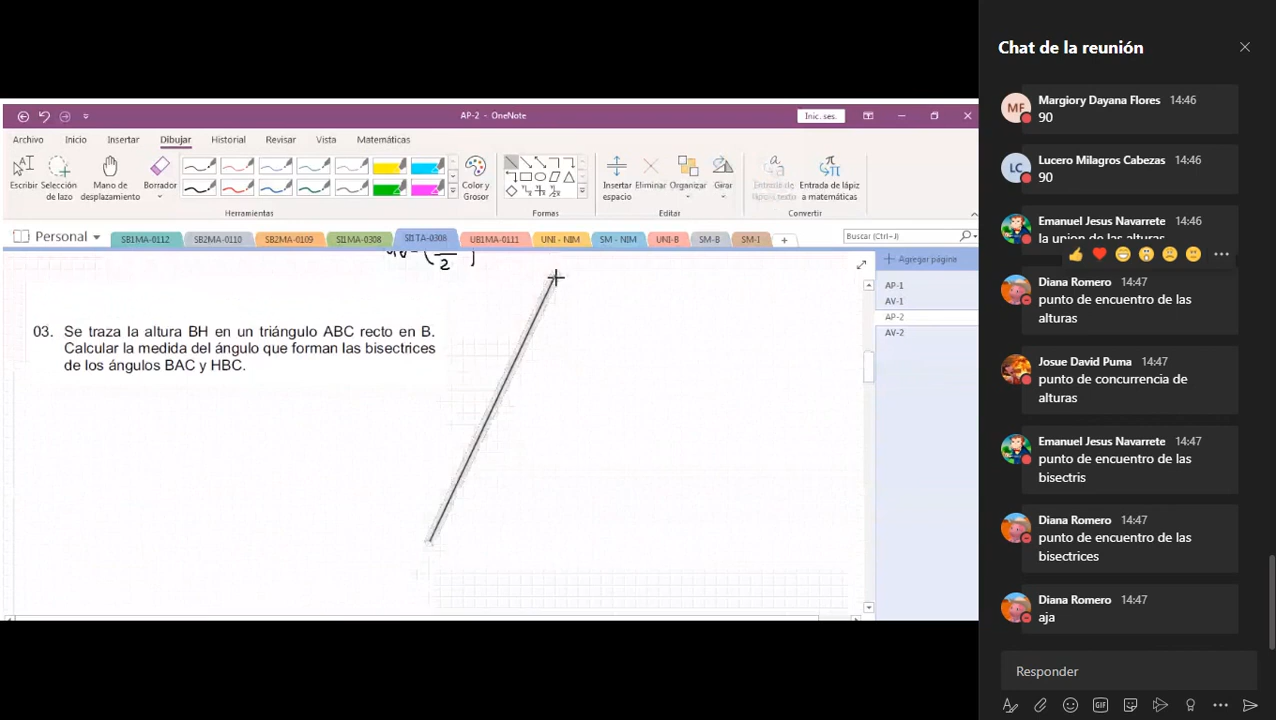 Chat de la reunión
AP-2 - OneNote
Inic. ses.
Archivo Inicio Insertar Dibujar Historial Revisar Vista Matemáticas
Escribir Selección de lazo Mano de desplazamiento Borrador Color y Grosor Insertar espacio Eliminar Organizar Girar Entrada de lápiz a matemáticas
Herramientas Formas Editar Convertir
Personal SB1MA-0112 SB2MA-0110 SB2MA-0109 SI1MA-0308 SI1TA-0308 UB1MA-0111 UNI - NIM SM - NIM UNI-B SM-B SM-I Buscar (Ctrl+J)
Agregar página
AP-1
AV-1
AP-2
AV-2
2
03. Se traza la altura BH en un triángulo ABC recto en B.
Calcular la medida del ángulo que forman las bisectrices
de los ángulos BAC y HBC.
MF Margiory Dayana Flores 14:46
90
LC Lucero Milagros Cabezas 14:46
90
Emanuel Jesus Navarrete 14:46
la union de las alturas
Diana Romero 14:47
punto de encuentro de las
alturas
Josue David Puma 14:47
punto de concurrencia de
alturas
Emanuel Jesus Navarrete 14:47
punto de encuentro de las
bisectris
Diana Romero 14:47
punto de encuentro de las
bisectrices
Diana Romero 14:47
aja
Responder